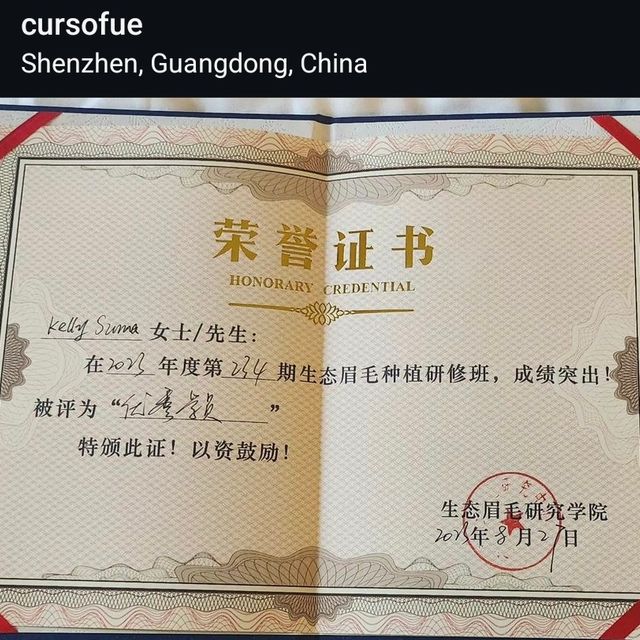 cursofue
Shenzhen, Guangdong, China
荣誉证书
HONORARY CREDENTIAL
Kelly Suma 女士/先生:
在2023年度第234期生态眉毛种植研修班，成绩突出!
被评为“优秀学员”
特颁此证！以资鼓励！
生态眉毛研究学院
2023年8月27日